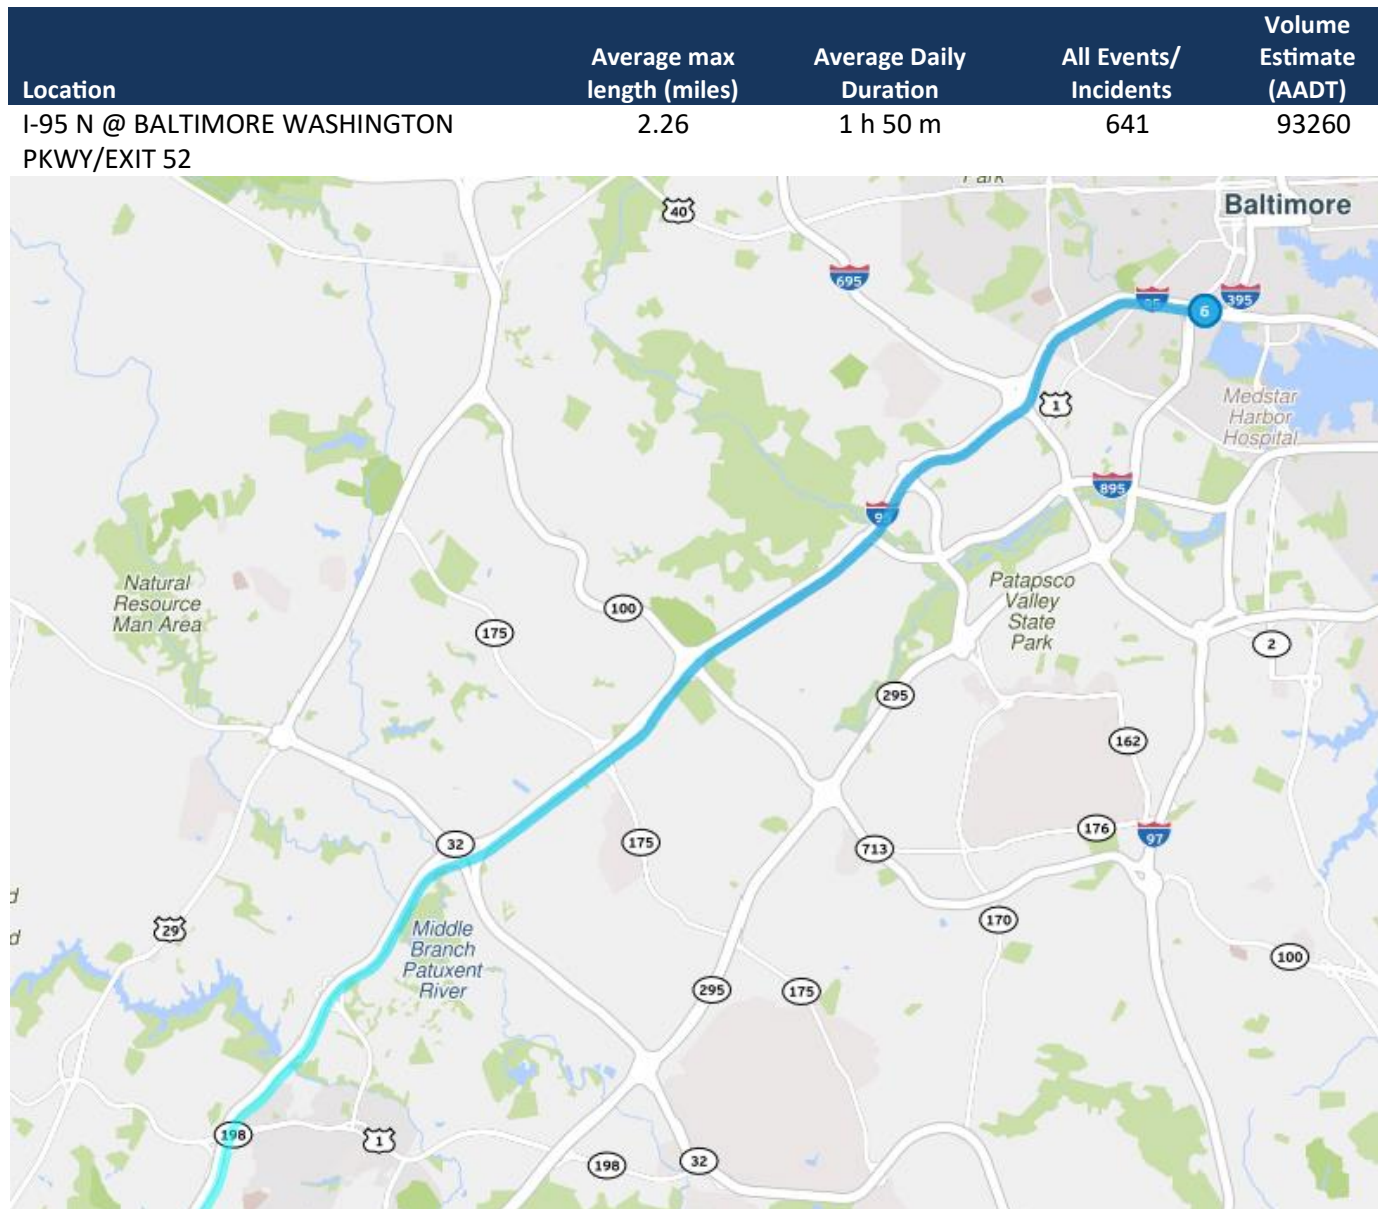 Location Average max length (miles) Average Daily Duration All Events/ Incidents Volume Estimate (AADT)
I-95 N @ BALTIMORE WASHINGTON PKWY/EXIT 52 2.26 1 h 50 m 641 93260
Park
40
Baltimore
695
95
6
395
1
Medstar
Harbor
Hospital
895
95
Natural
Resource
Man Area
100
175
Patapsco
Valley
State
Park
2
295
162
32
175
713
176
97
29
Middle
Branch
Patuxent
River
170
100
295
175
198
1
198
32